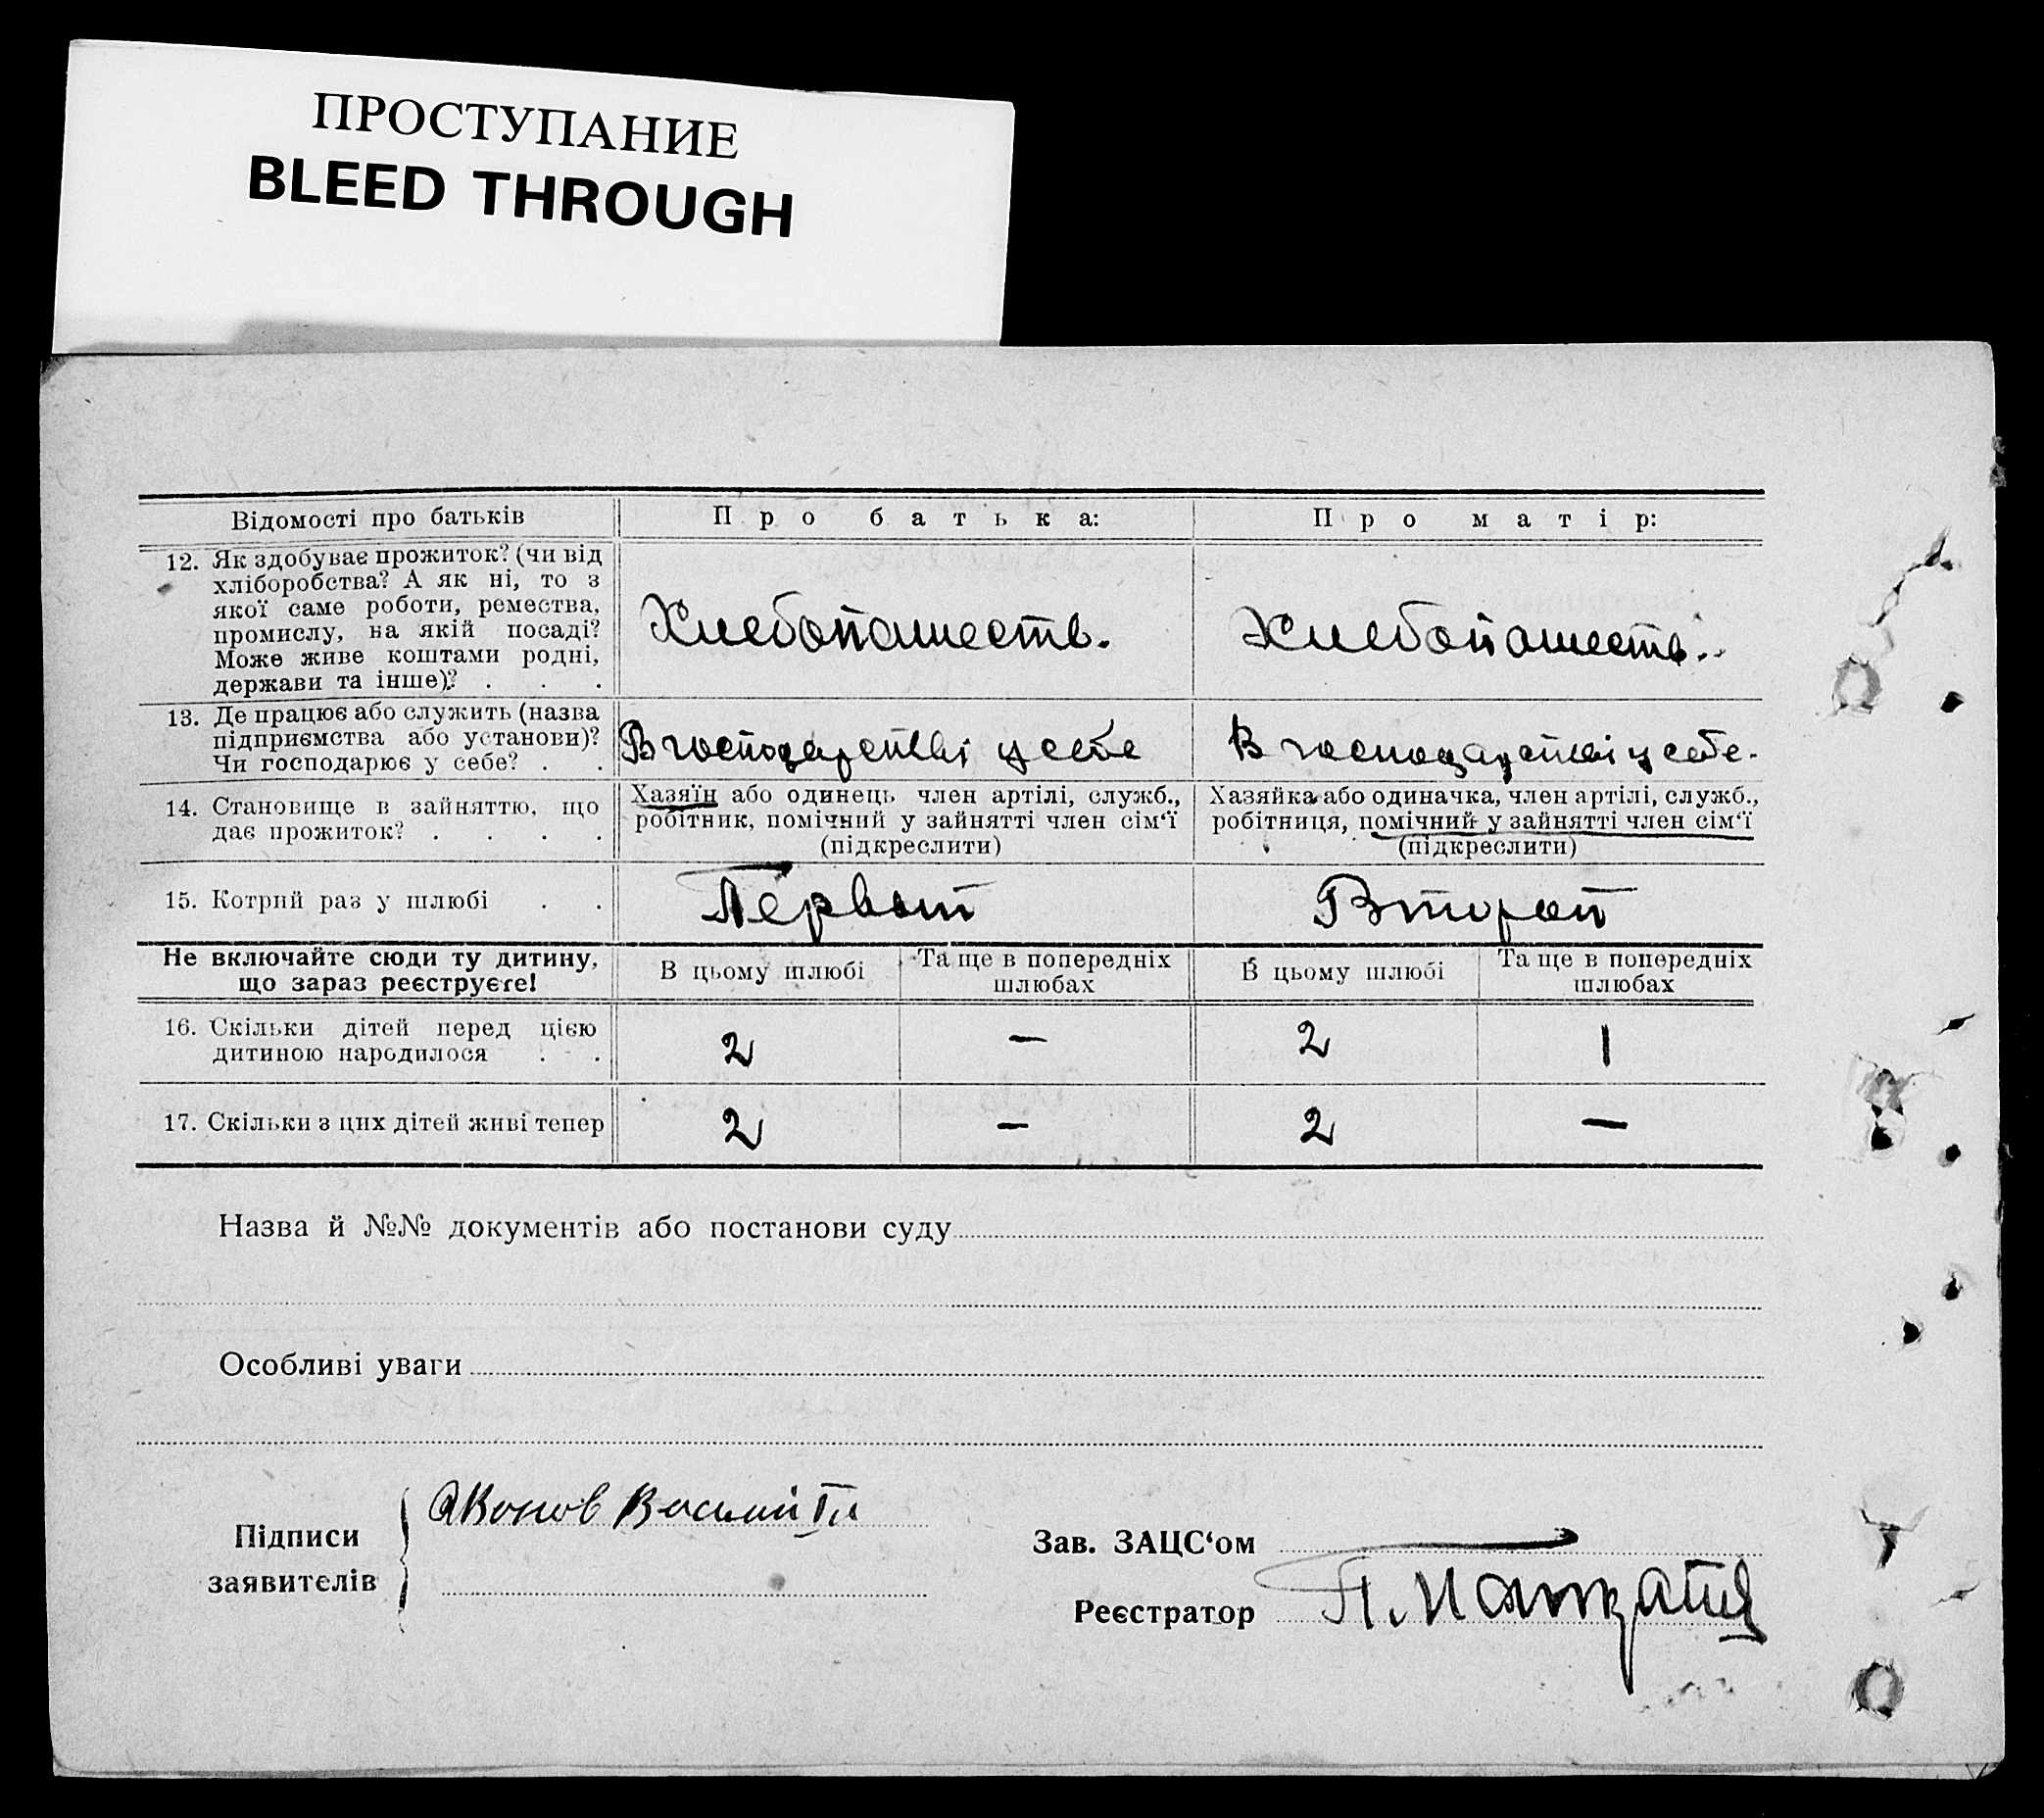 ПРОСТУПАНИЕ
BLEED THROUGH
Відомості про батьків
Про батька:
Про матір:
12. Як здобуває прожиток? (чи від
хліборобства? А як ні, то з
якої саме роботи, ремества,
промислу, на якій посаді?
Може живе коштами родні,
держави та інше)? . . .
Хлебопашеств.
Хлебопашеств.
13. Де працює або служить (назва
підприємства або установи)?
Чи господарює у себе? . .
В господарстві у себе
В господарстві у себе.
14. Становище в зайняттю, що
дає прожиток? . . . .
Хазяїн або одинець член артілі, служб.,
робітник, помічний у зайнятті член сім‘ї
(підкреслити)
Хазяйка або одиначка, член артілі, служб.,
робітниця, помічний у зайнятті член сім‘ї
(підкреслити)
15. Котрий раз у шлюбі . .
Первый
Второй
Не включайте сюди ту дитину,
що зараз реєструєте!
В цьому шлюбі
Та ще в попередніх
шлюбах
В цьому шлюбі
Та ще в попередніх
шлюбах
16. Скільки дітей перед цією
дитиною народилося . . .
2
—
2
1
17. Скільки з цих дітей живі тепер
2
—
2
—
Назва й №№ документів або постанови суду
Особливі уваги
Підписи
заявителів
Василий
Зав. ЗАЦС‘ом
Реєстратор
П.